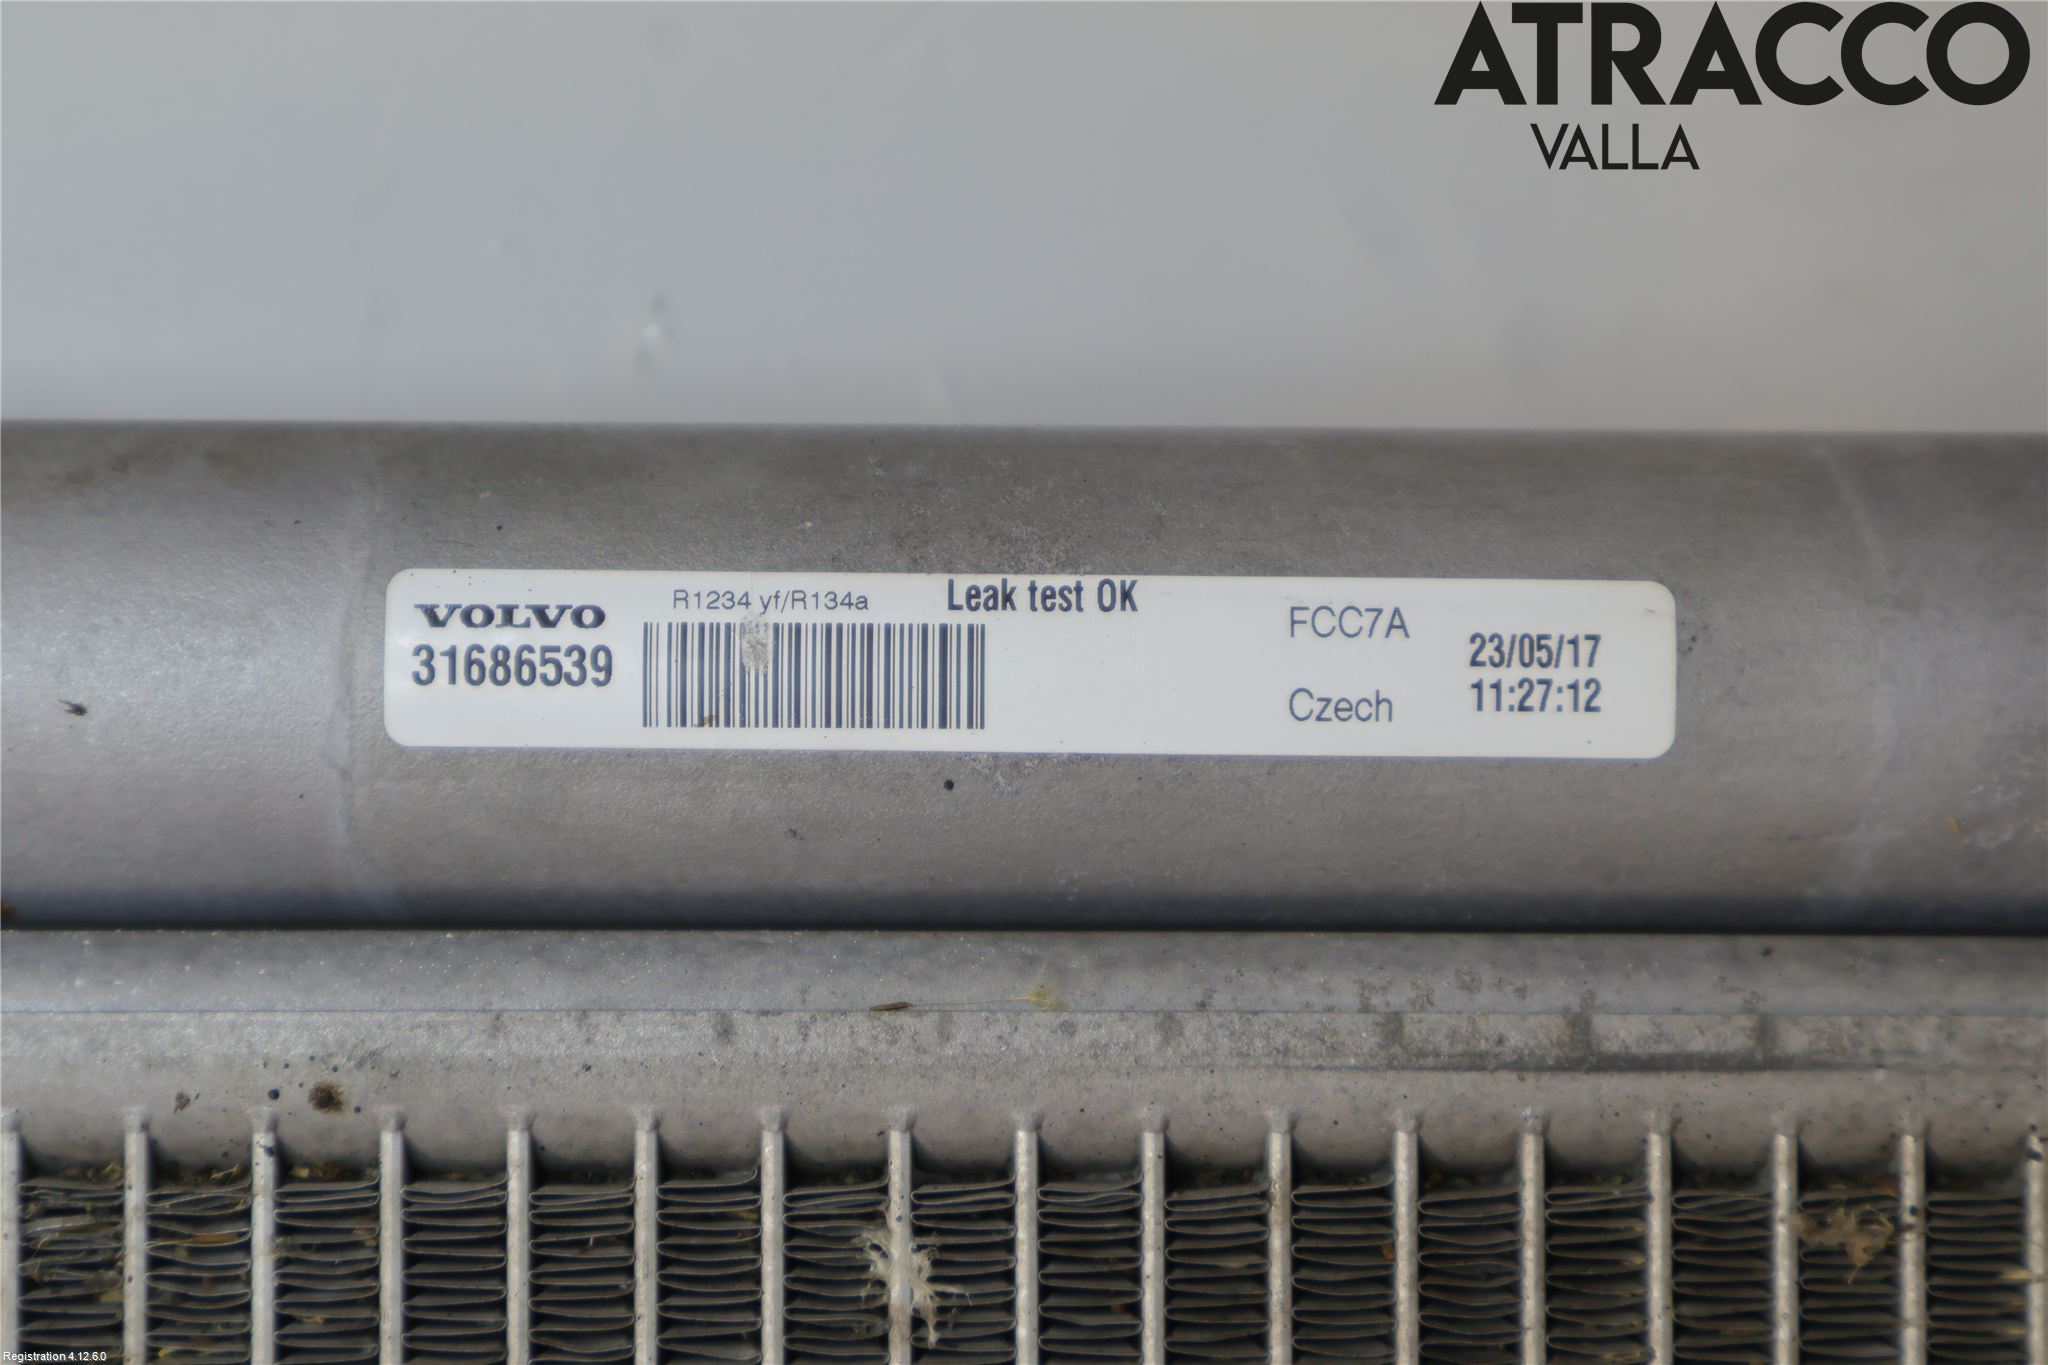 ATRACCO
VALLA
VOLVO
31686539
R1234 yf/R134a
Leak test OK
FCC7A
Czech
23/05/17
11:27:12
Registration 4.12.6.0